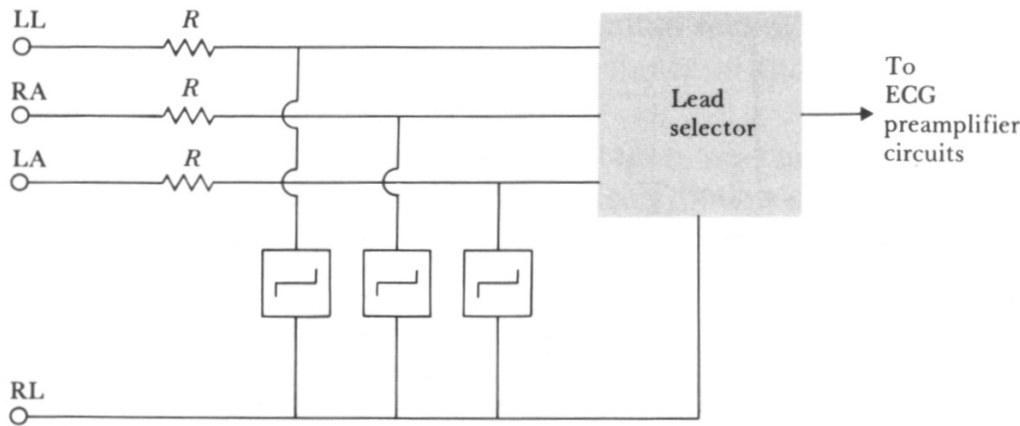 LL
R
RA
R
LA
R
Lead
selector
To
ECG
preamplifier
circuits
RL